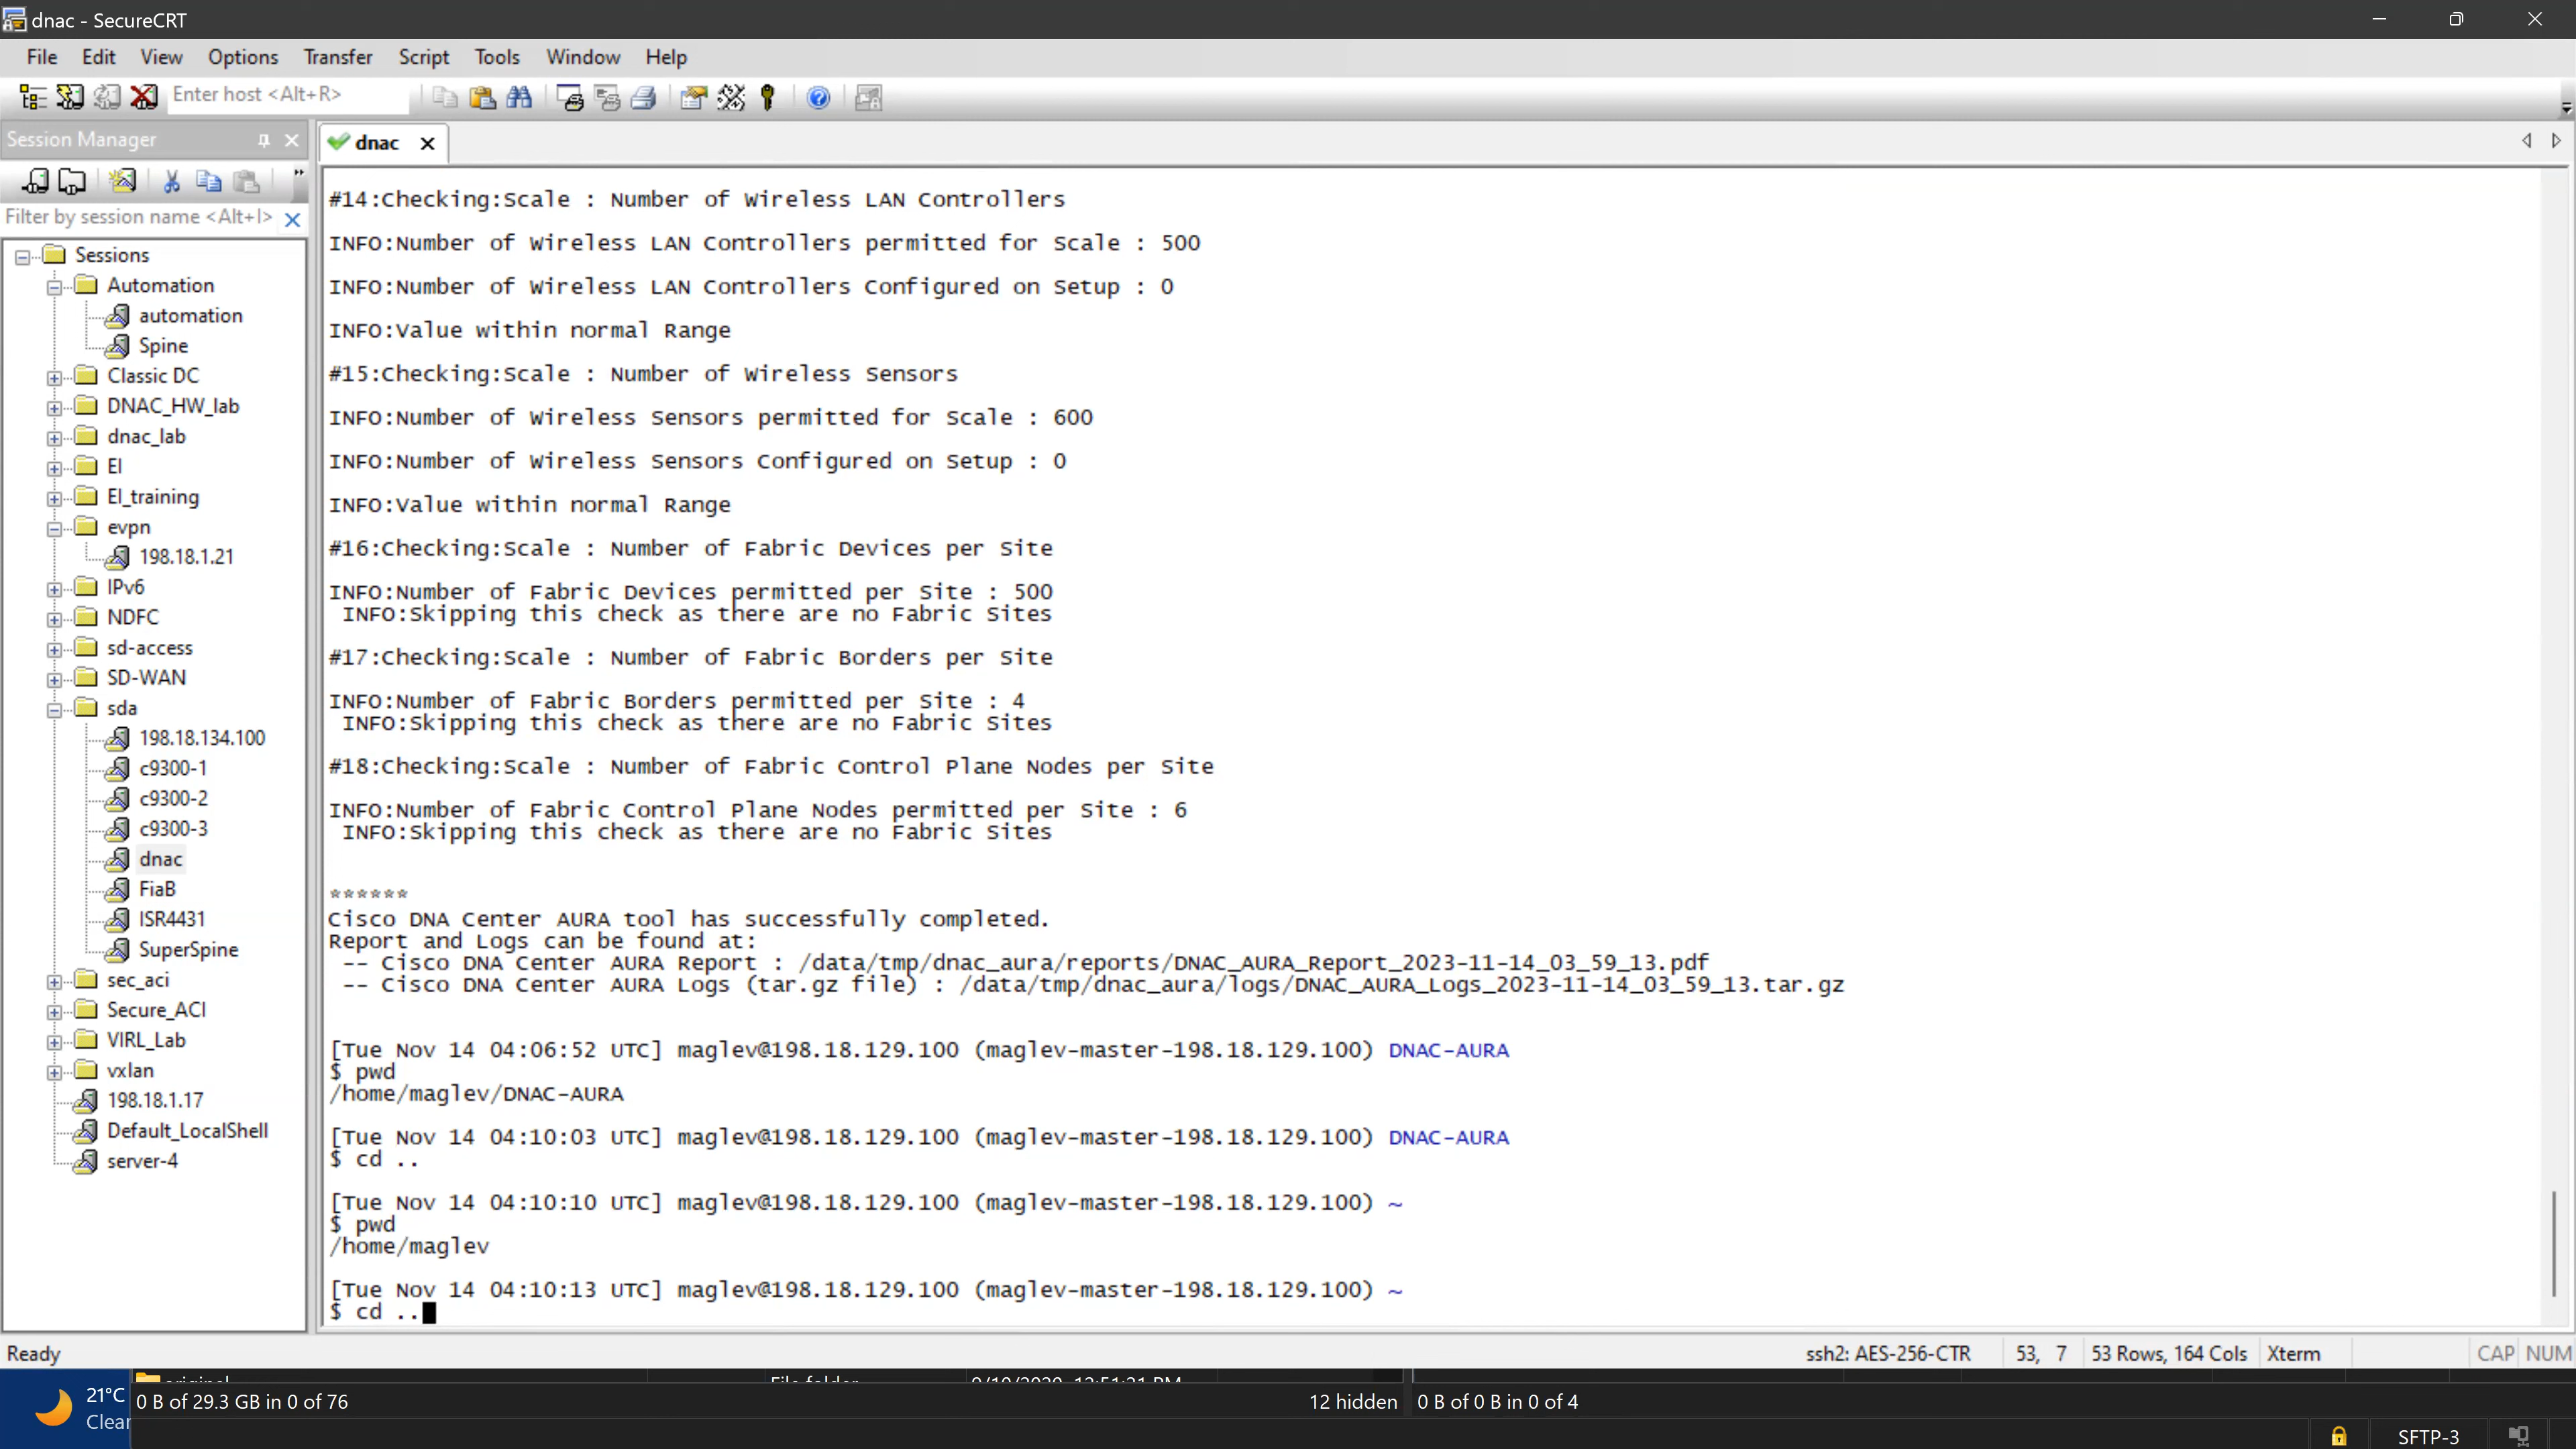 dnac - SecureCRT
File Edit View Options Transfer Script Tools Window Help
Enter host <Alt+R>
Session Manager
dnac
Filter by session name <Alt+I>
Sessions
Automation
automation
Spine
Classic DC
DNAC_HW_lab
dnac_lab
EI
EI_training
evpn
198.18.1.21
IPv6
NDFC
sd-access
SD-WAN
sda
198.18.134.100
c9300-1
c9300-2
c9300-3
dnac
FiaB
ISR4431
SuperSpine
sec_aci
Secure_ACI
VIRL_Lab
vxlan
198.18.1.17
Default_LocalShell
server-4
#14:Checking:Scale : Number of Wireless LAN Controllers
INFO:Number of Wireless LAN Controllers permitted for Scale : 500
INFO:Number of Wireless LAN Controllers Configured on Setup : 0
INFO:Value within normal Range
#15:Checking:Scale : Number of Wireless Sensors
INFO:Number of Wireless Sensors permitted for Scale : 600
INFO:Number of Wireless Sensors Configured on Setup : 0
INFO:Value within normal Range
#16:Checking:Scale : Number of Fabric Devices per Site
INFO:Number of Fabric Devices permitted per Site : 500
INFO:Skipping this check as there are no Fabric Sites
#17:Checking:Scale : Number of Fabric Borders per Site
INFO:Number of Fabric Borders permitted per Site : 4
INFO:Skipping this check as there are no Fabric Sites
#18:Checking:Scale : Number of Fabric Control Plane Nodes per Site
INFO:Number of Fabric Control Plane Nodes permitted per Site : 6
INFO:Skipping this check as there are no Fabric Sites
******
Cisco DNA Center AURA tool has successfully completed.
Report and Logs can be found at:
-- Cisco DNA Center AURA Report : /data/tmp/dnac_aura/reports/DNAC_AURA_Report_2023-11-14_03_59_13.pdf
-- Cisco DNA Center AURA Logs (tar.gz file) : /data/tmp/dnac_aura/logs/DNAC_AURA_Logs_2023-11-14_03_59_13.tar.gz
[Tue Nov 14 04:06:52 UTC] maglev@198.18.129.100 (maglev-master-198.18.129.100) DNAC-AURA
$ pwd
/home/maglev/DNAC-AURA
[Tue Nov 14 04:10:03 UTC] maglev@198.18.129.100 (maglev-master-198.18.129.100) DNAC-AURA
$ cd ..
[Tue Nov 14 04:10:10 UTC] maglev@198.18.129.100 (maglev-master-198.18.129.100) ~
$ pwd
/home/maglev
[Tue Nov 14 04:10:13 UTC] maglev@198.18.129.100 (maglev-master-198.18.129.100) ~
$ cd ..
Ready ssh2: AES-256-CTR 53, 7 53 Rows, 164 Cols Xterm CAP NUM
21°C
Clear
0 B of 29.3 GB in 0 of 76 12 hidden 0 B of 0 B in 0 of 4
SFTP-3